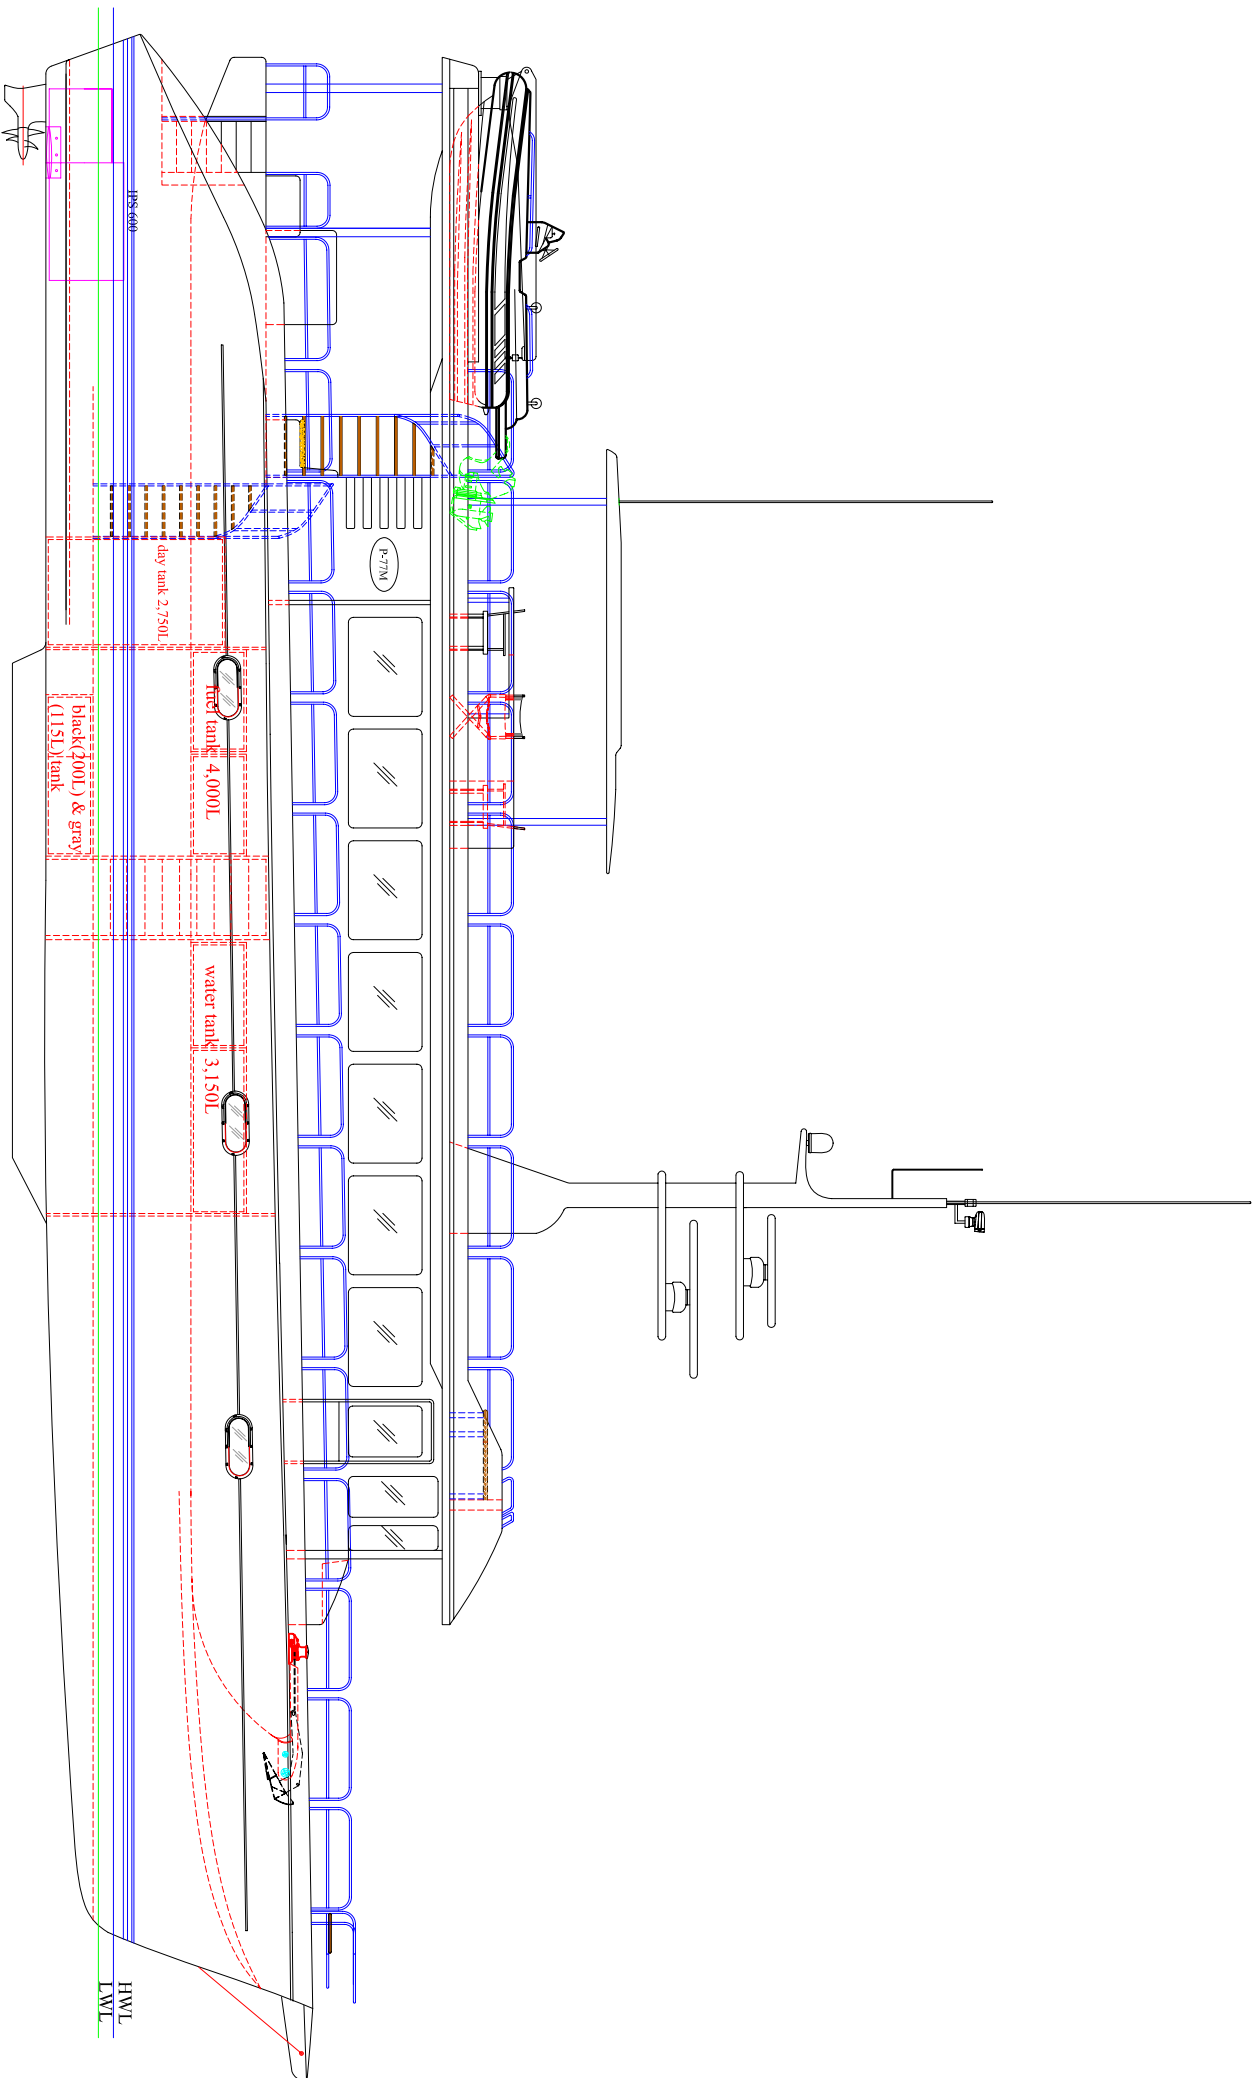 P-77M
IPS 600
day tank 2,750L
fuel tank 4,000L
water tank 3,150L
black(200L) & gray
(115L) tank
HWL
LWL